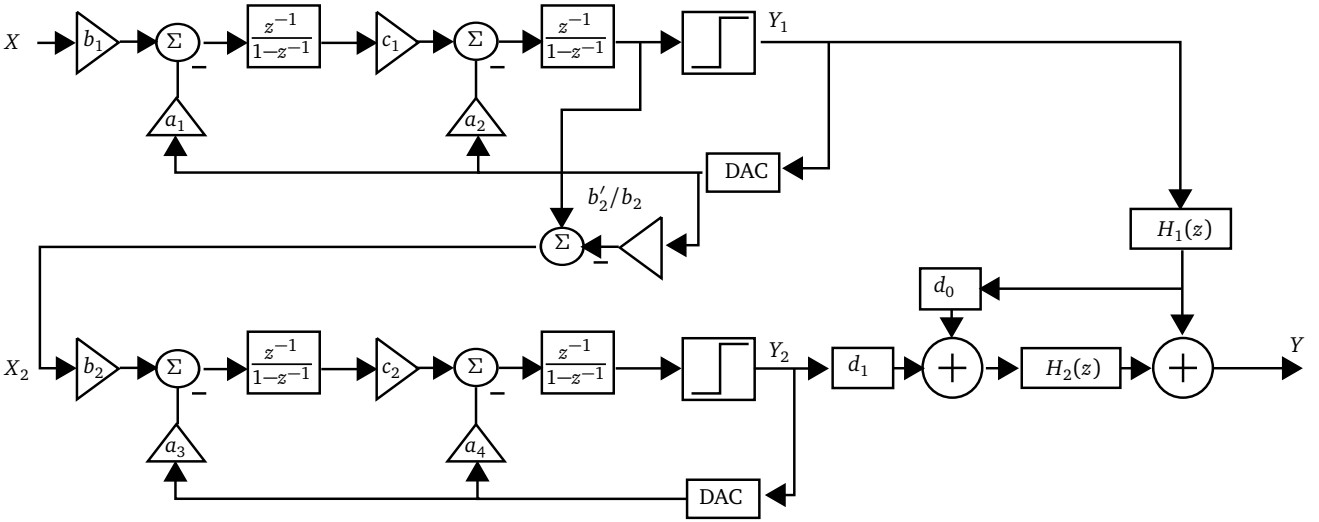 X b₁ Σ z⁻¹ c₁ Σ z⁻¹ Y₁
1−z⁻¹ 1−z⁻¹
− −
a₁ a₂
DAC
b′₂/b₂
Σ H₁(z)
−
d₀
X₂ b₂ Σ z⁻¹ c₂ Σ z⁻¹ Y₂ d₁ + H₂(z) + Y
1−z⁻¹ 1−z⁻¹
− −
a₃ a₄
DAC